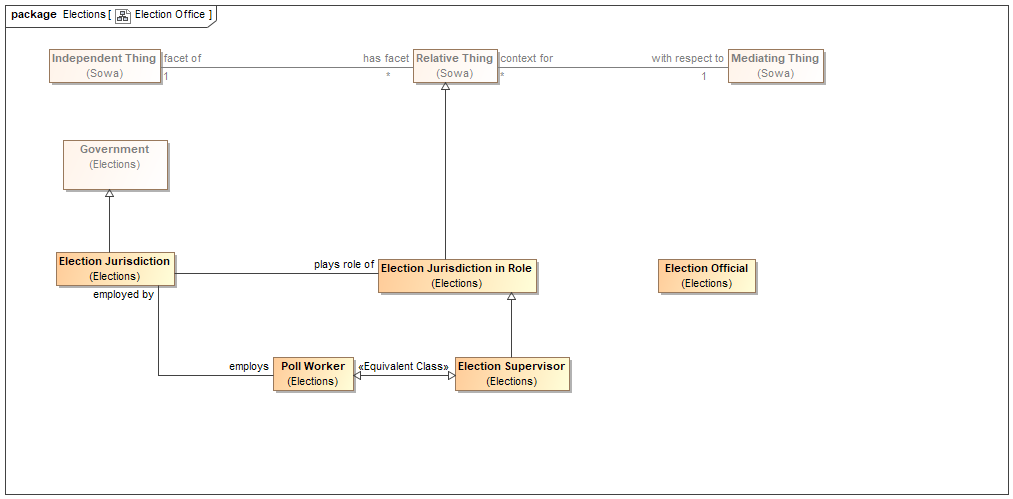 package Elections [ Election Office ]
Independent Thing
(Sowa)
facet of
1
has facet
*
Relative Thing
(Sowa)
context for
*
with respect to
1
Mediating Thing
(Sowa)
Government
(Elections)
Election Jurisdiction
(Elections)
plays role of
Election Jurisdiction in Role
(Elections)
Election Official
(Elections)
employed by
employs
Poll Worker
(Elections)
«Equivalent Class»
Election Supervisor
(Elections)